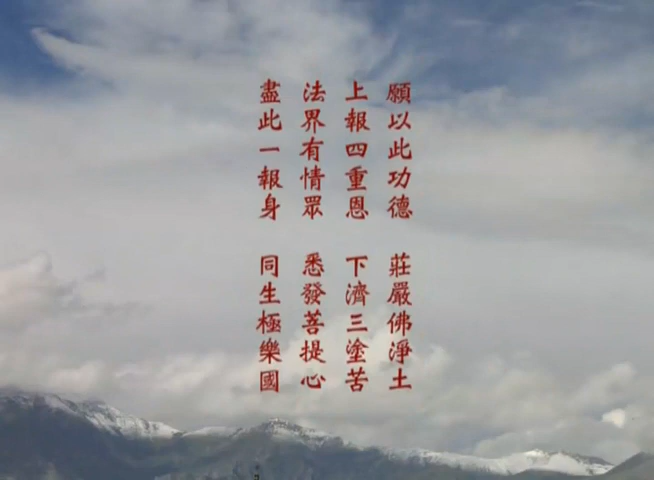 願以此功德 莊嚴佛淨土
上報四重恩 下濟三塗苦
法界有情眾 悉發菩提心
盡此一報身 同生極樂國